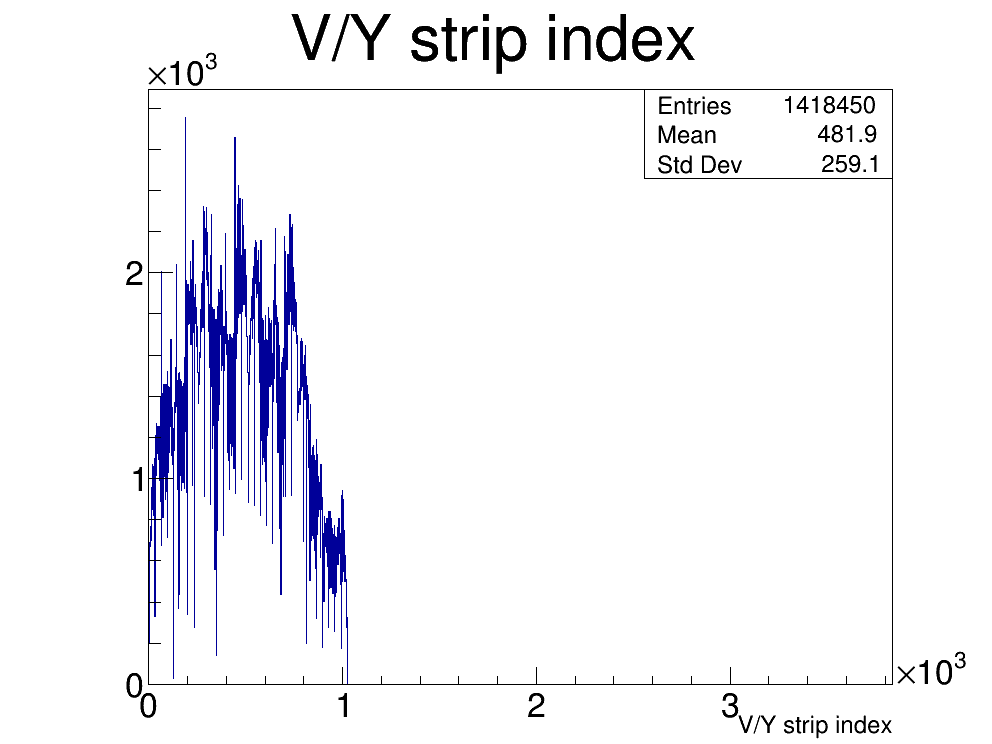 V/Y strip index
×10³
Entries 1418450
Mean 481.9
Std Dev 259.1
2
1
0
0 1 2 3
×10³
V/Y strip index